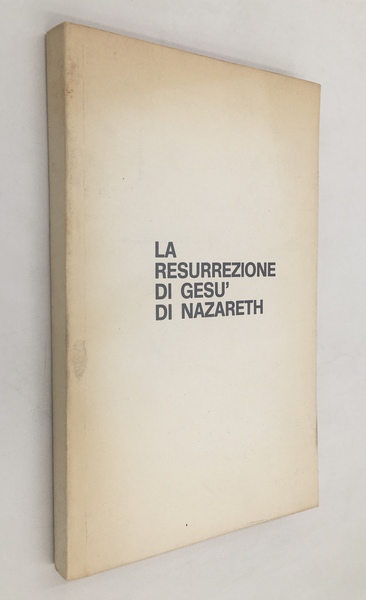 LA
RESURREZIONE
DI GESU'
DI NAZARETH